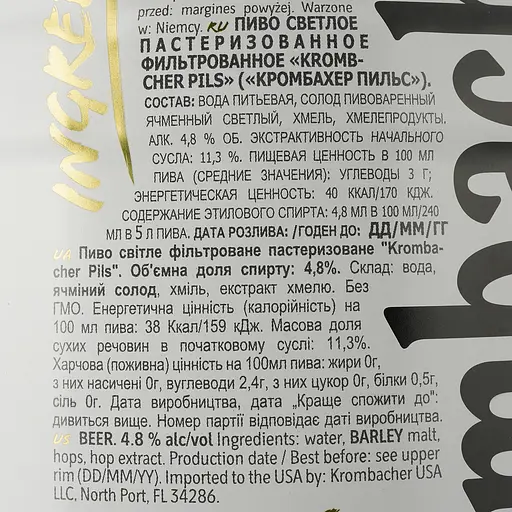 przed: margines powyżej. Warzone
w: Niemcy. RU ПИВО СВЕТЛОЕ
ПАСТЕРИЗОВАННОЕ
ФИЛЬТРОВАННОЕ «KROMB-
CHER PILS» («КРОМБАХЕР ПИЛЬС»).
СОСТАВ: ВОДА ПИТЬЕВАЯ, СОЛОД ПИВОВАРЕННЫЙ
ЯЧМЕННЫЙ СВЕТЛЫЙ, ХМЕЛЬ, ХМЕЛЕПРОДУКТЫ.
АЛК. 4,8 % ОБ. ЭКСТРАКТИВНОСТЬ НАЧАЛЬНОГО
СУСЛА: 11,3 %. ПИЩЕВАЯ ЦЕННОСТЬ В 100 МЛ
ПИВА (СРЕДНИЕ ЗНАЧЕНИЯ): УГЛЕВОДЫ 3 Г;
ЭНЕРГЕТИЧЕСКАЯ ЦЕННОСТЬ: 40 ККАЛ/170 КДЖ.
СОДЕРЖАНИЕ ЭТИЛОВОГО СПИРТА: 4,8 МЛ В 100 МЛ/240
МЛ В 5 Л ПИВА. ДАТА РОЗЛИВА: /ГОДЕН ДО: ДД/ММ/ГГ
UA Пиво світле фільтроване пастеризоване "Kromba-
cher Pils". Об'ємна доля спирту: 4,8%. Склад: вода,
ячміний солод, хміль, екстракт хмелю. Без
ГМО. Енергетична цінність (калорійність) на
100 мл пива: 38 Ккал/159 кДж. Масова доля
сухих речовин в початковому суслі: 11,3%.
Харчова (поживна) цінність на 100мл пива: жири 0г,
з них насичені 0г, вуглеводи 2,4г, з них цукор 0г, білки 0,5г,
сіль 0г. Дата виробництва, дата „Краще спожити до":
дивиться вище. Номер партії відповідає даті виробництва.
US BEER. 4.8 % alc/vol Ingredients: water, BARLEY malt,
hops, hop extract. Production date / Best before: see upper
rim (DD/MM/YY). Imported to the USA by: Krombacher USA
LLC, North Port, FL 34286.
INGRE
mbach